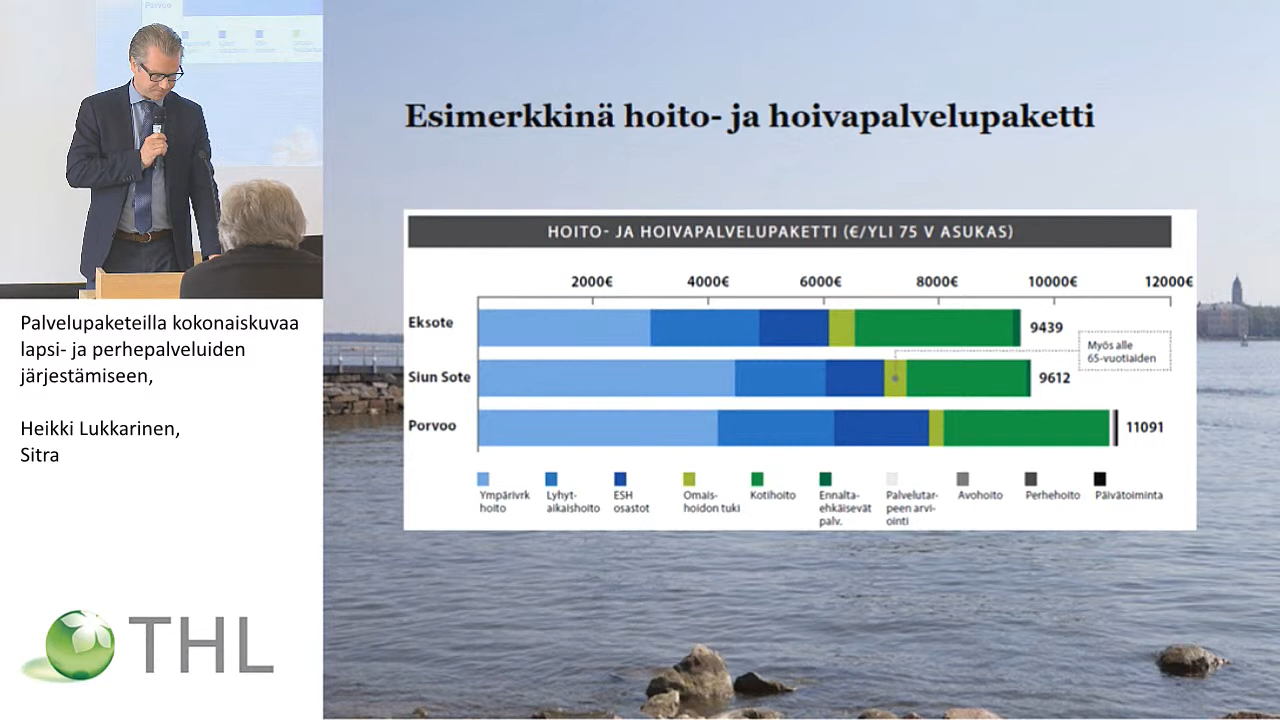 Porvoo
Palvelupaketeilla kokonaiskuvaa
lapsi- ja perhepalveluiden
järjestämiseen,
Heikki Lukkarinen,
Sitra
THL
Esimerkkinä hoito- ja hoivapalvelupaketti
HOITO- JA HOIVAPALVELUPAKETTI (€/YLI 75 V ASUKAS)
2000€ 4000€ 6000€ 8000€ 10000€ 12000€
Eksote 9439
Myös alle
65-vuotiaiden
Siun Sote 9612
Porvoo 11091
Ympärivrk
hoito
Lyhyt-
aikaishoito
ESH
osastot
Omais-
hoidon tuki
Kotihoito
Ennalta-
ehkäisevät
palv.
Palvelutar-
peen arvi-
ointi
Avohoito
Perhehoito
Päivätoiminta